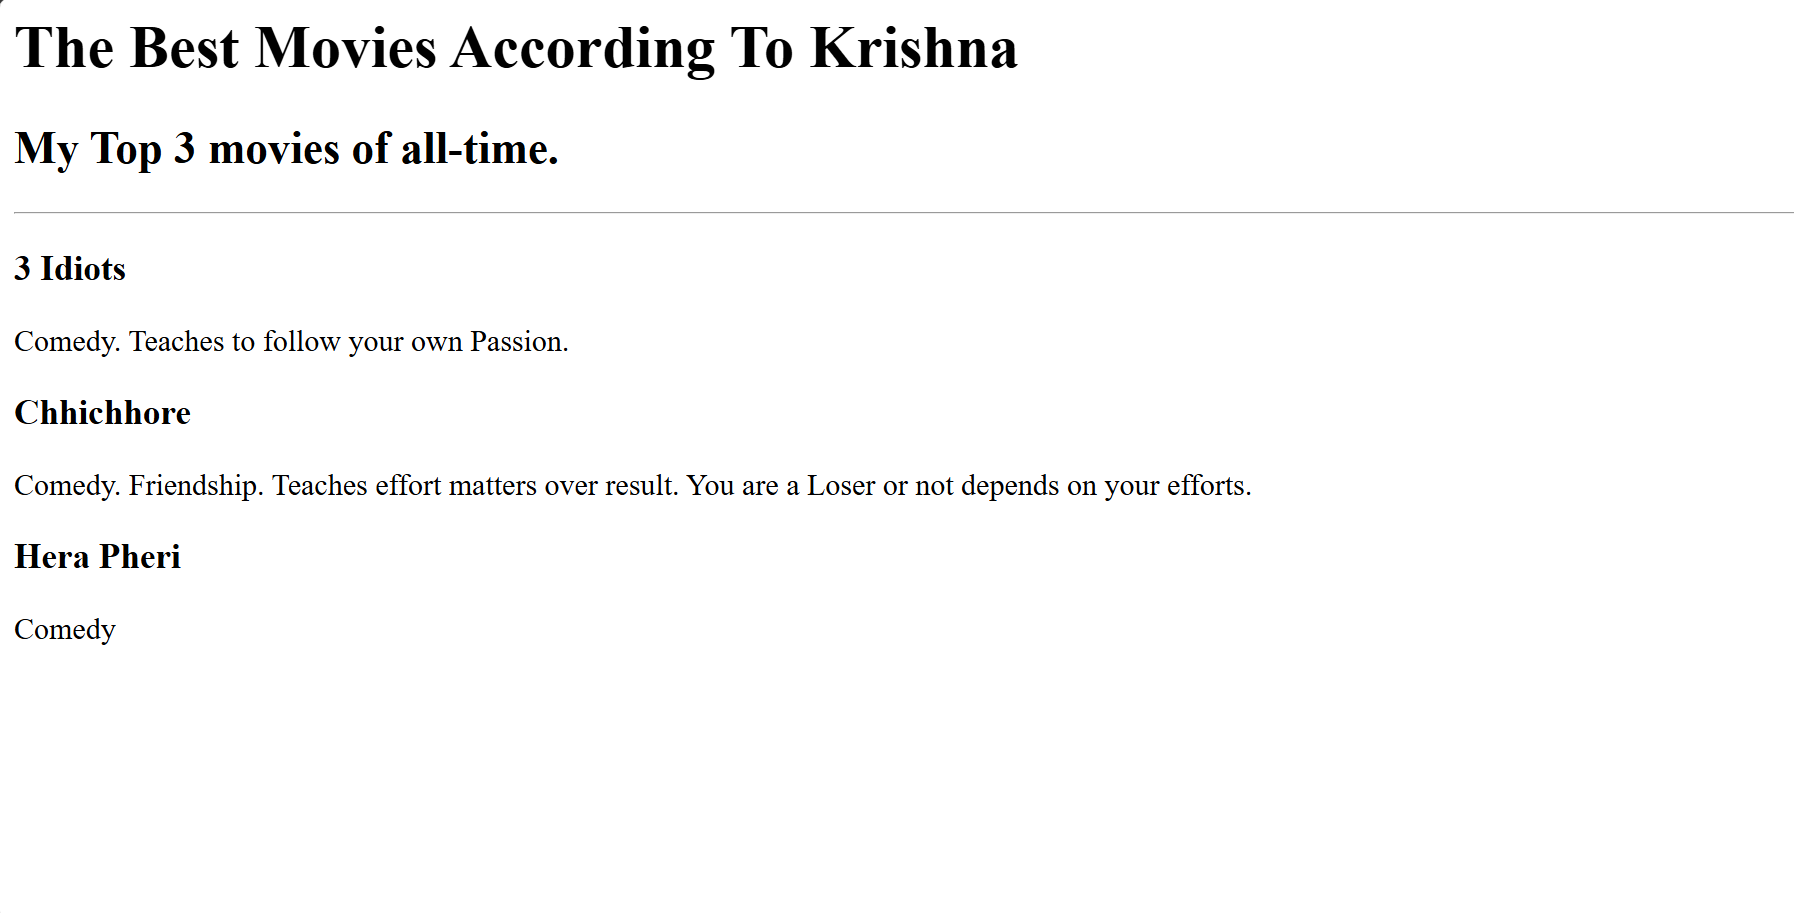 The Best Movies According To Krishna
My Top 3 movies of all-time.
3 Idiots
Comedy. Teaches to follow your own Passion.
Chhichhore
Comedy. Friendship. Teaches effort matters over result. You are a Loser or not depends on your efforts.
Hera Pheri
Comedy